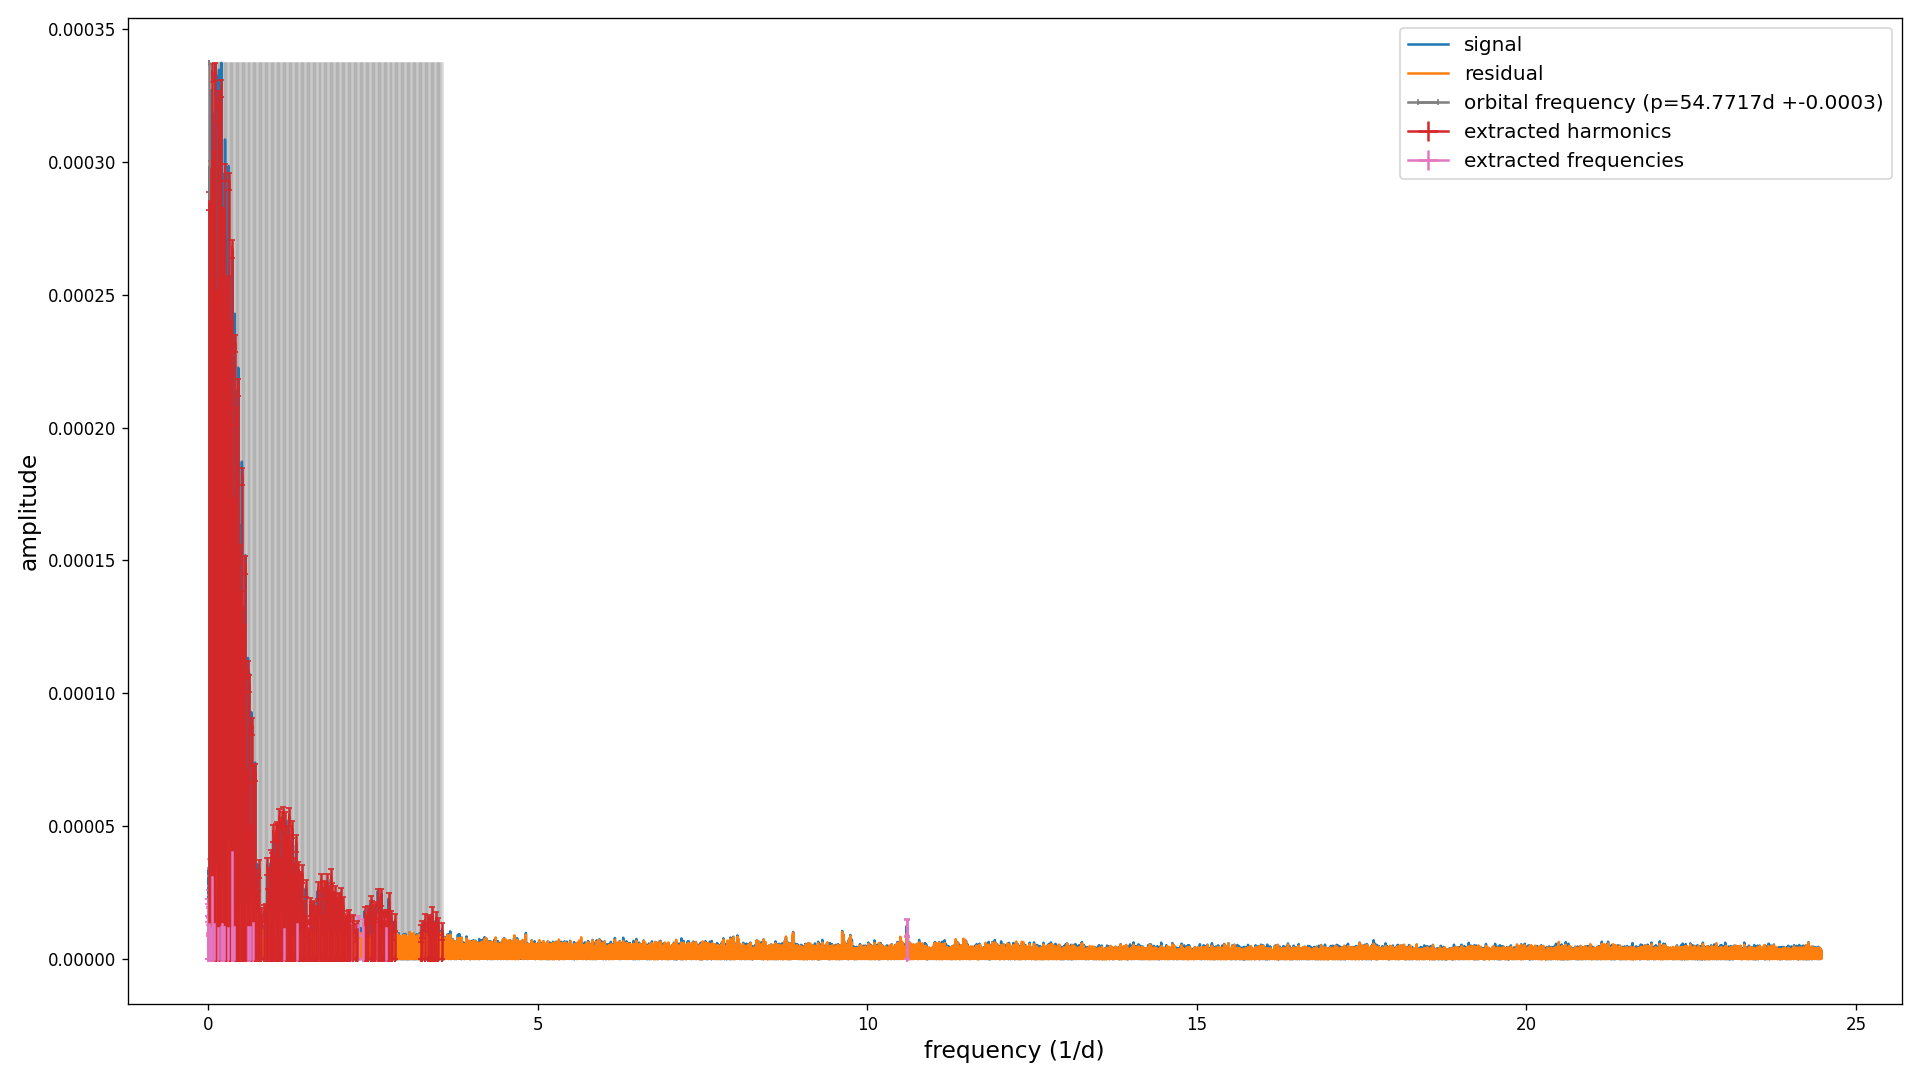 signal
residual
orbital frequency (p=54.7717d +-0.0003)
extracted harmonics
extracted frequencies
0.00035
0.00030
0.00025
0.00020
0.00015
0.00010
0.00005
0.00000
amplitude
0
5
10
15
20
25
frequency (1/d)